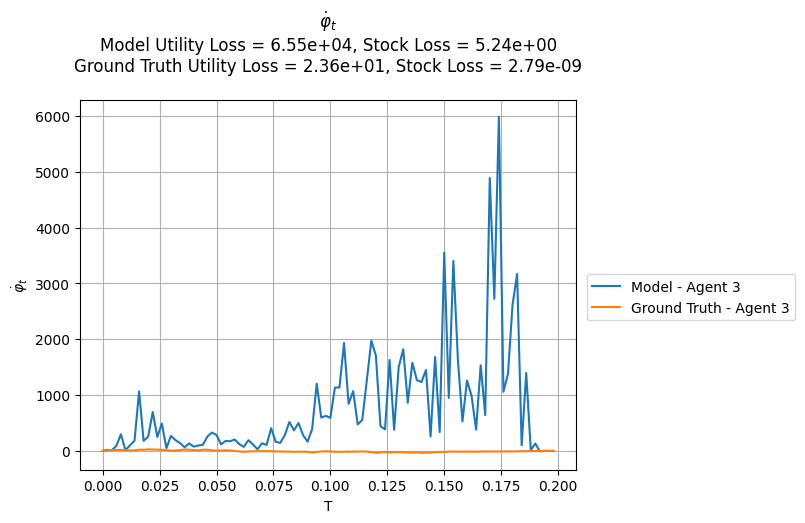 φ̇ₜ
Model Utility Loss = 6.55e+04, Stock Loss = 5.24e+00
Ground Truth Utility Loss = 2.36e+01, Stock Loss = 2.79e-09
6000
5000
4000
3000
2000
1000
0
φ̇ₜ
0.000 0.025 0.050 0.075 0.100 0.125 0.150 0.175 0.200
T
Model - Agent 3
Ground Truth - Agent 3